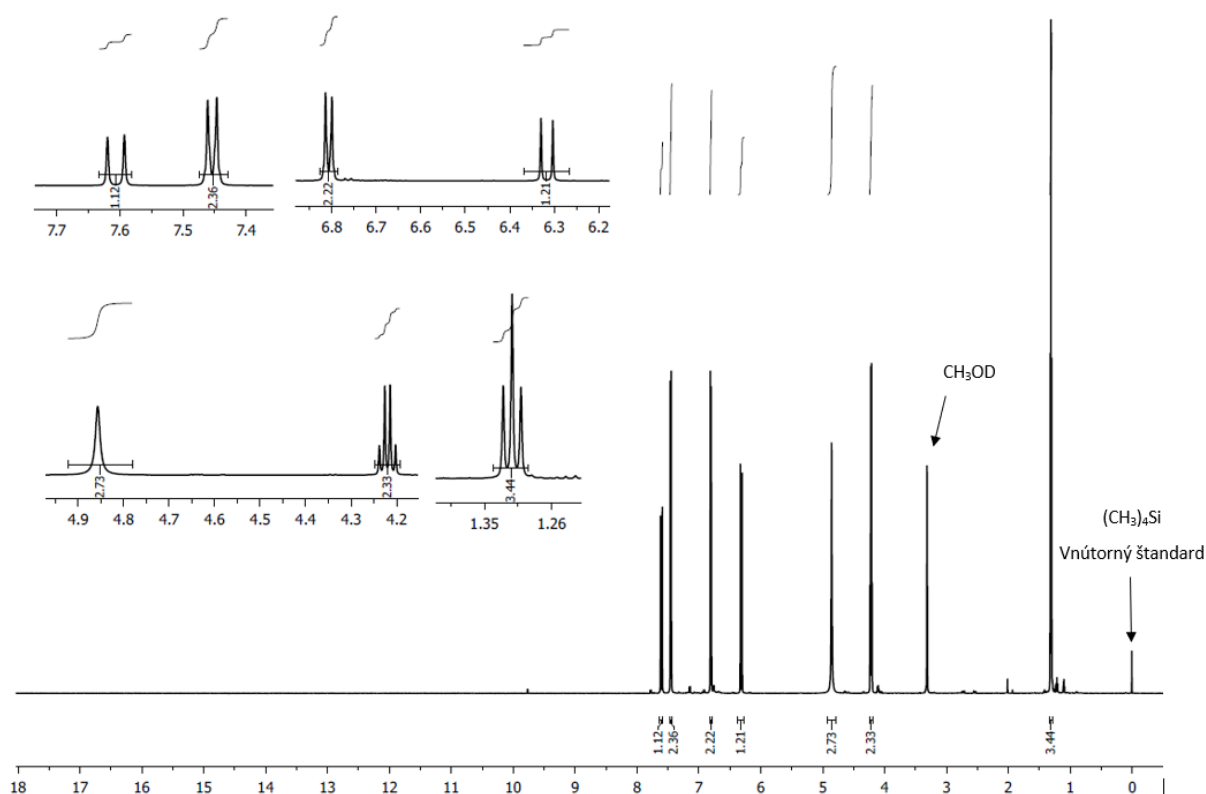 1.12
2.36
7.7 7.6 7.5 7.4
2.22
1.21
6.8 6.7 6.6 6.5 6.4 6.3 6.2
2.73
2.33
4.9 4.8 4.7 4.6 4.5 4.4 4.3 4.2
3.44
1.35 1.26
CH₃OD
(CH₃)₄Si
Vnútorný štandard
1.12 2.36 2.22 1.21 2.73 2.33 3.44
18 17 16 15 14 13 12 11 10 9 8 7 6 5 4 3 2 1 0